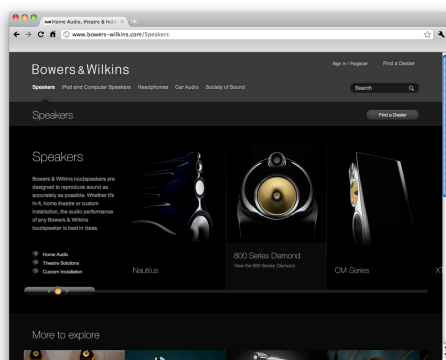 Home Audio, theatre & hi
www.bowers-wilkins.com/Speakers
Sign in / Register
Find a Dealer
Bowers & Wilkins
Speakers
iPod and Computer Speakers
Headphones
Car Audio
Society of Sound
Search
Speakers
Find a Dealer
Speakers
Bowers & Wilkins loudspeakers are
designed to reproduce sound as
accurately as possible. Whether it's
hi-fi, home theatre or custom
installation, the audio performance
of any Bowers & Wilkins
loudspeaker is best in class.
Home Audio
Theatre Solutions
Custom Installation
Nautilus
800 Series Diamond
View the 800 Series Diamond
CM Series
XT
More to explore